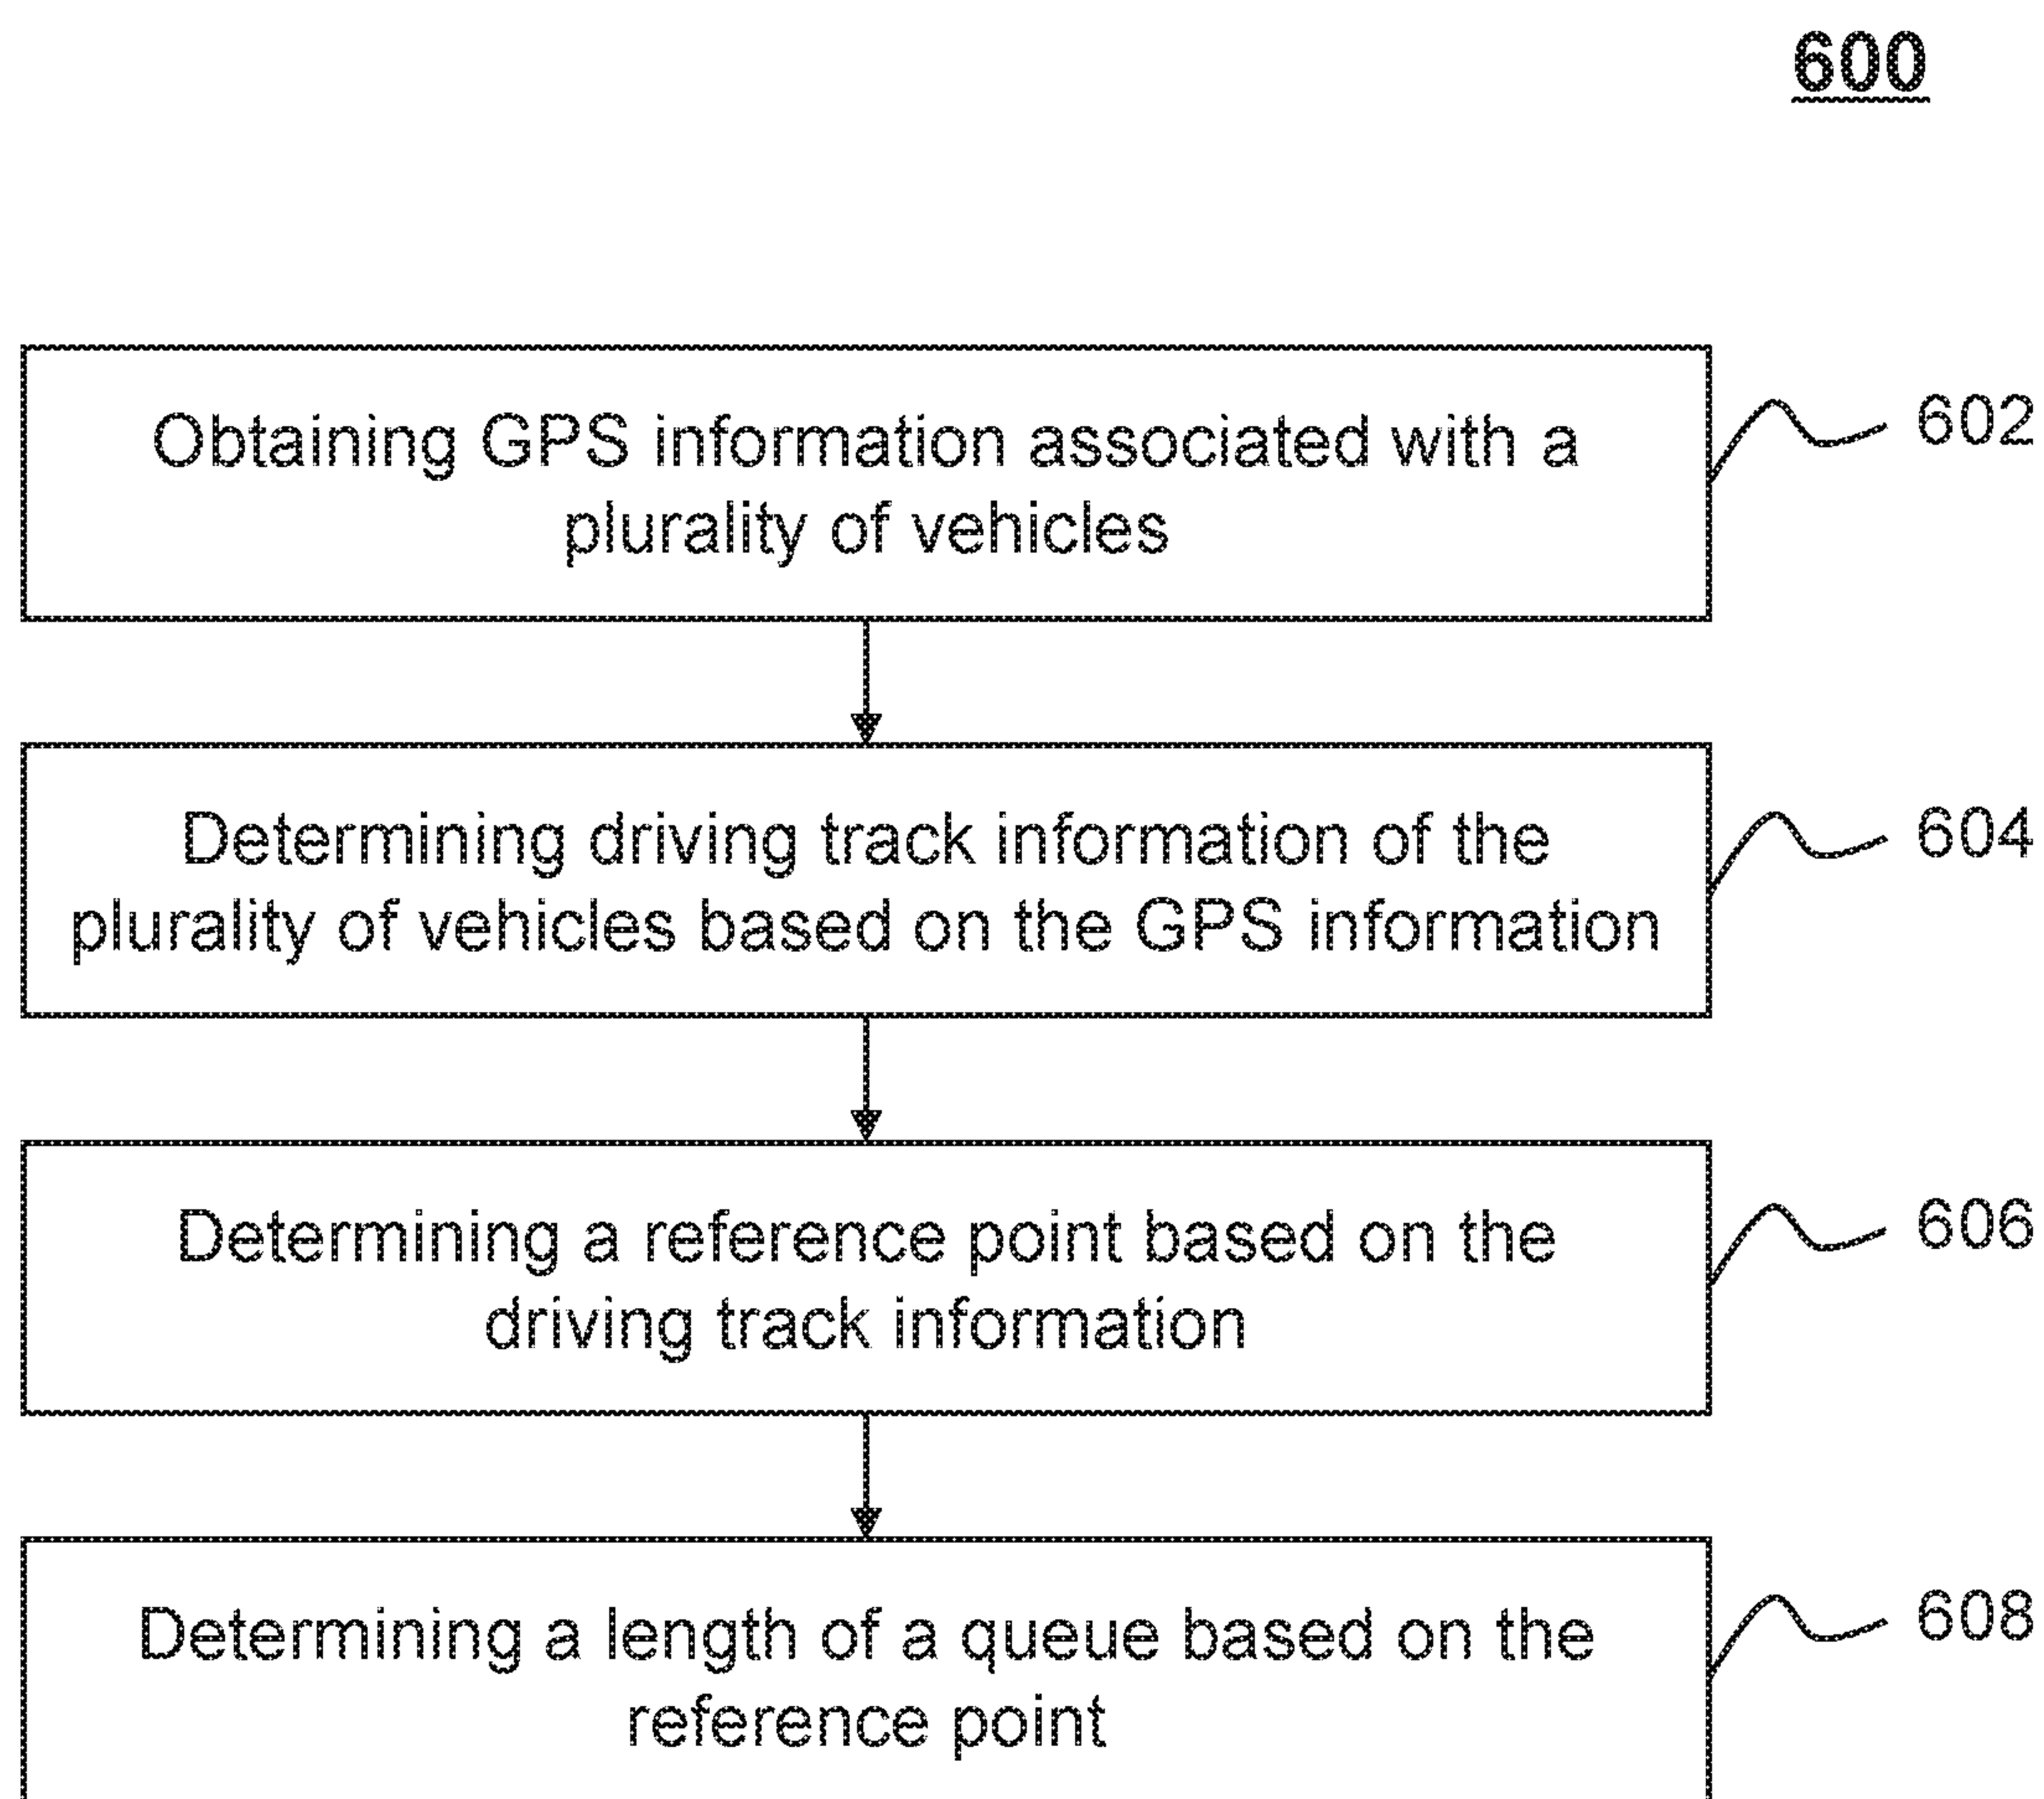 600
Obtaining GPS information associated with a
plurality of vehicles
602
Determining driving track information of the
plurality of vehicles based on the GPS information
604
Determining a reference point based on the
driving track information
606
Determining a length of a queue based on the
reference point
608